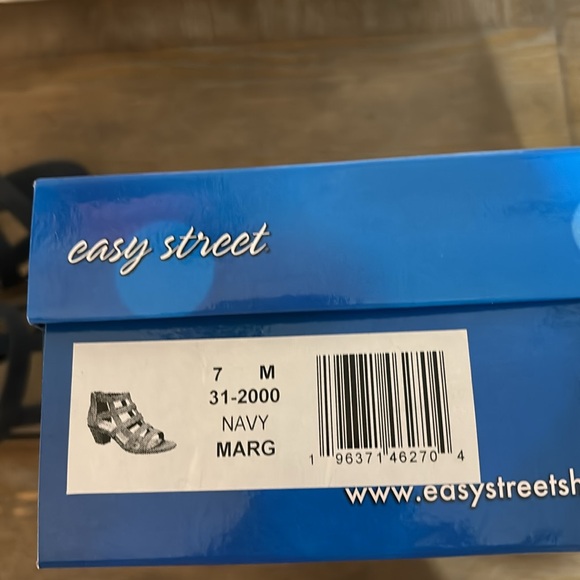 easy street
7 M
31-2000
NAVY
MARG
1 96371 46270 4
www.easystreetsh